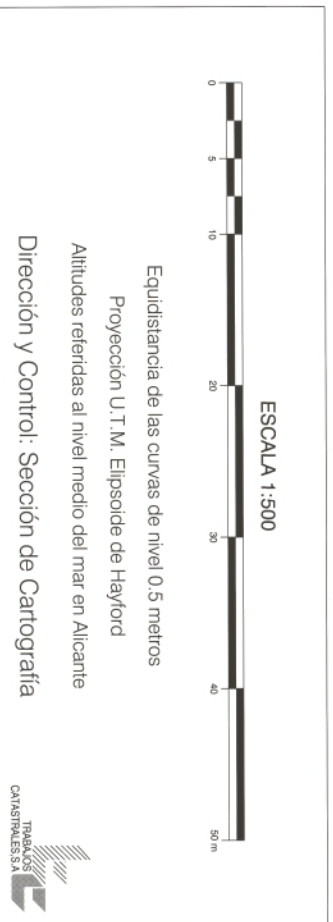 ESCALA 1:500
0 5 10 20 30 40 50 m
Equidistancia de las curvas de nivel 0.5 metros
Proyección U.T.M. Elipsoide de Hayford
Altitudes referidas al nivel medio del mar en Alicante
Dirección y Control: Sección de Cartografía
TRABAJOS
CATASTRALES,S.A